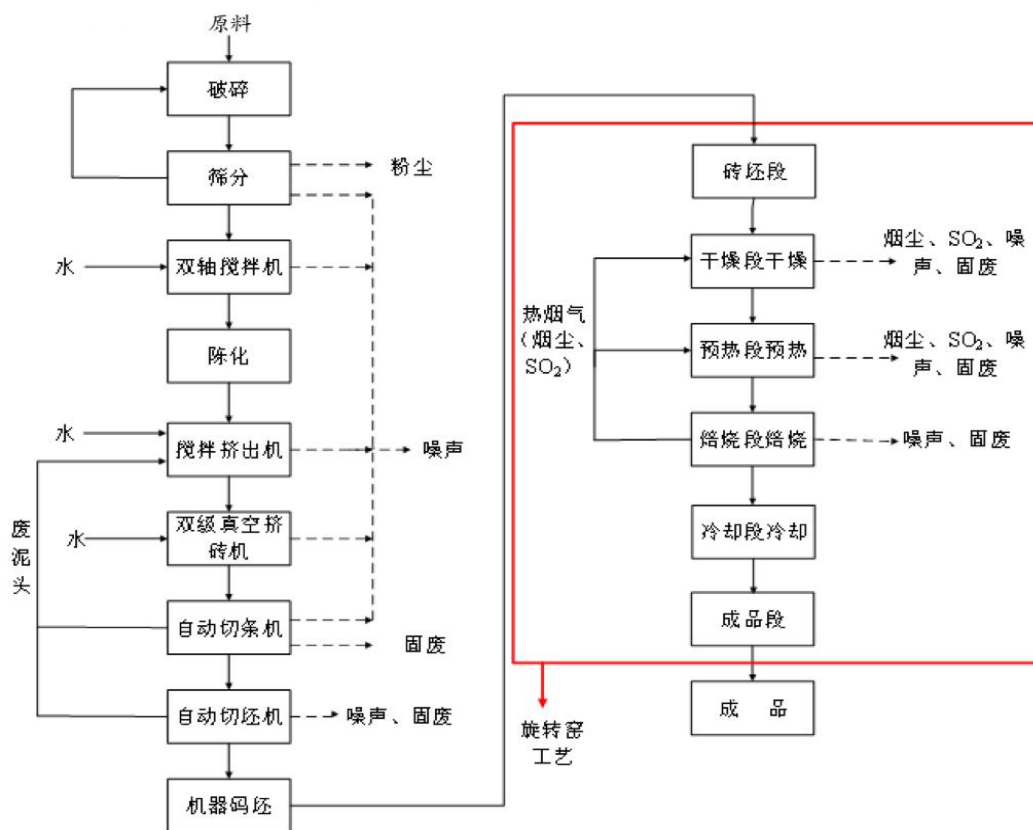 原料
破碎
筛分
粉尘
水
双轴搅拌机
陈化
水
搅拌挤出机
噪声
废泥头
水
双级真空挤
砖机
自动切条机
固废
自动切坯机
噪声、固废
机器码坯
砖坯段
干燥段干燥
烟尘、SO₂、噪
声、固废
热烟气
(烟尘、
SO₂)
预热段预热
烟尘、SO₂、噪
声、固废
焙烧段焙烧
噪声、固废
冷却段冷却
成品段
成 品
旋转窑
工艺